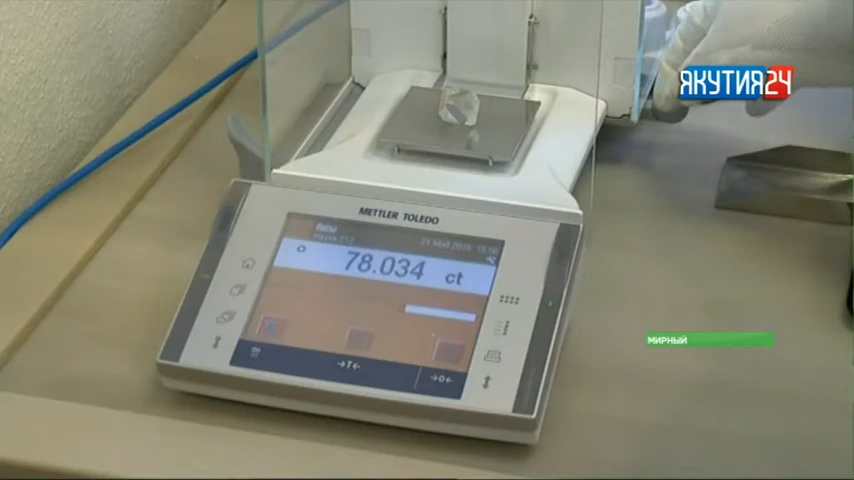 ЯКУТИЯ24
METTLER TOLEDO
Весы
78.034 ct
МИРНЫЙ
→T←
→0←